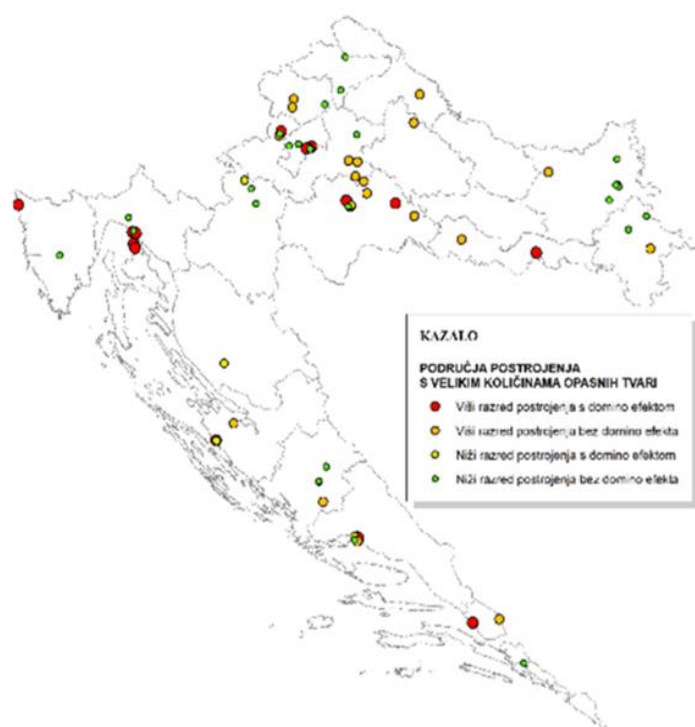 KAZALO
PODRUČJA POSTROJENJA
S VELIKIM KOLIČINAMA OPASNIH TVARI
Viši razred postrojenja s domino efektom
Viši razred postrojenja bez domino efekta
Niži razred postrojenja s domino efektom
Niži razred postrojenja bez domino efekta